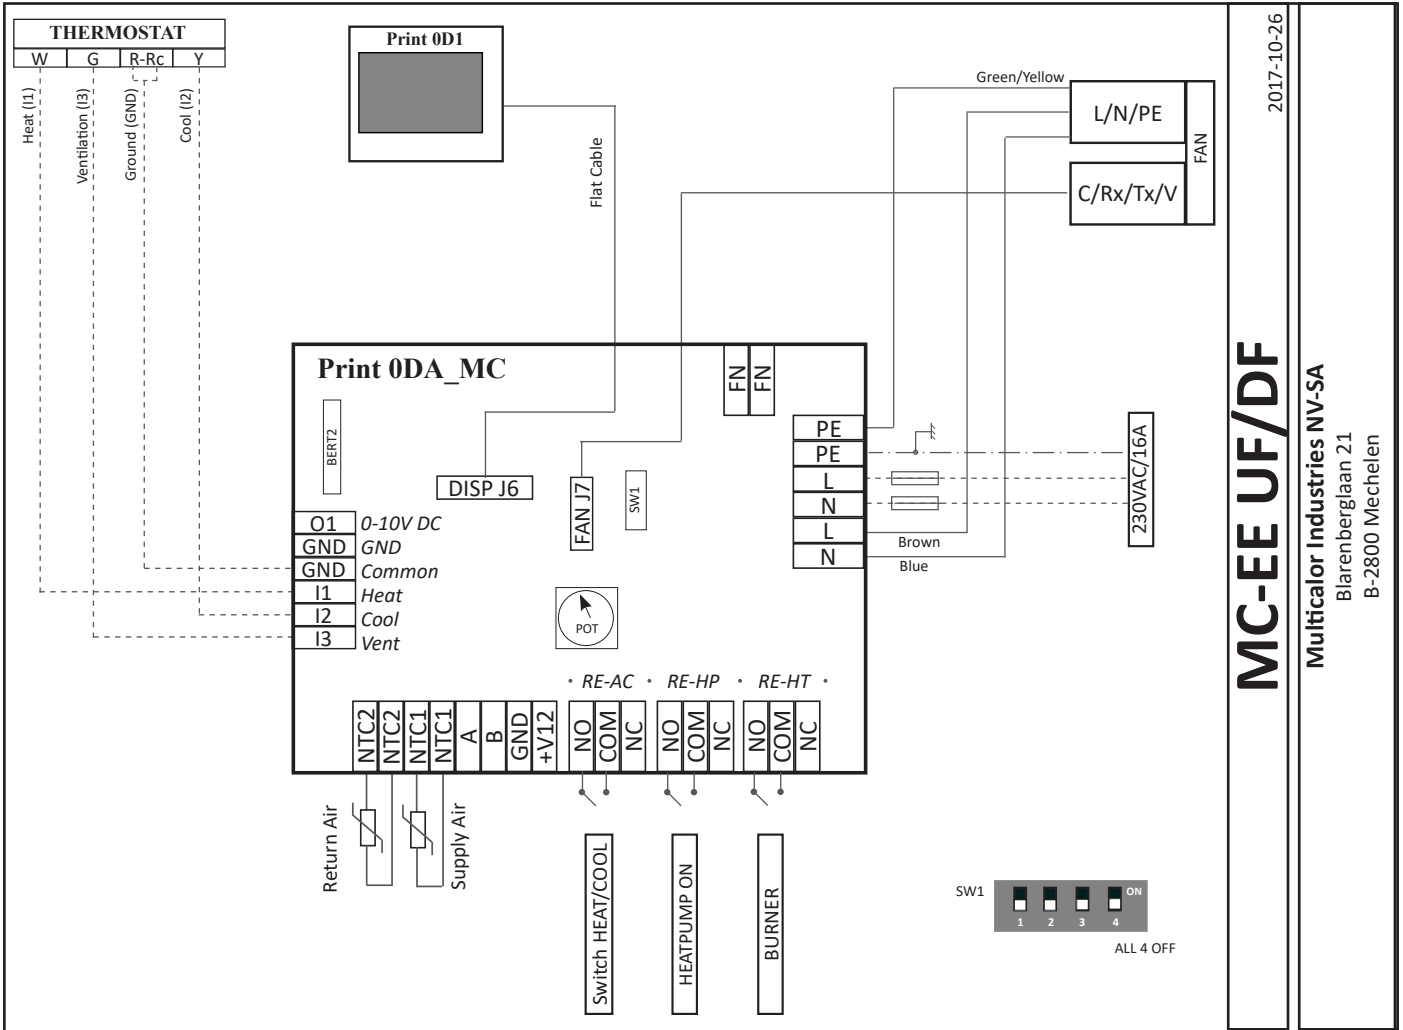 THERMOSTAT
W G R-Rc Y
Heat (I1)
Ventilation (I3)
Ground (GND)
Cool (I2)
Print 0D1
Flat Cable
Green/Yellow
L/N/PE
C/Rx/Tx/V
FAN
Print 0DA_MC
BERT2
DISP J6
FAN J7
SW1
FN
FN
PE
PE
L
N
L
N
Brown
Blue
230VAC/16A
O1 0-10V DC
GND GND
GND Common
I1 Heat
I2 Cool
I3 Vent
POT
• RE-AC • RE-HP • RE-HT •
NTC2
NTC2
NTC1
NTC1
A
B
GND
+V12
NO
COM
NC
NO
COM
NC
NO
COM
NC
Return Air
Supply Air
Switch HEAT/COOL
HEATPUMP ON
BURNER
SW1
ON
1 2 3 4
ALL 4 OFF
MC-EE UF/DF
2017-10-26
Multicalor Industries NV-SA
Blarenberglaan 21
B-2800 Mechelen